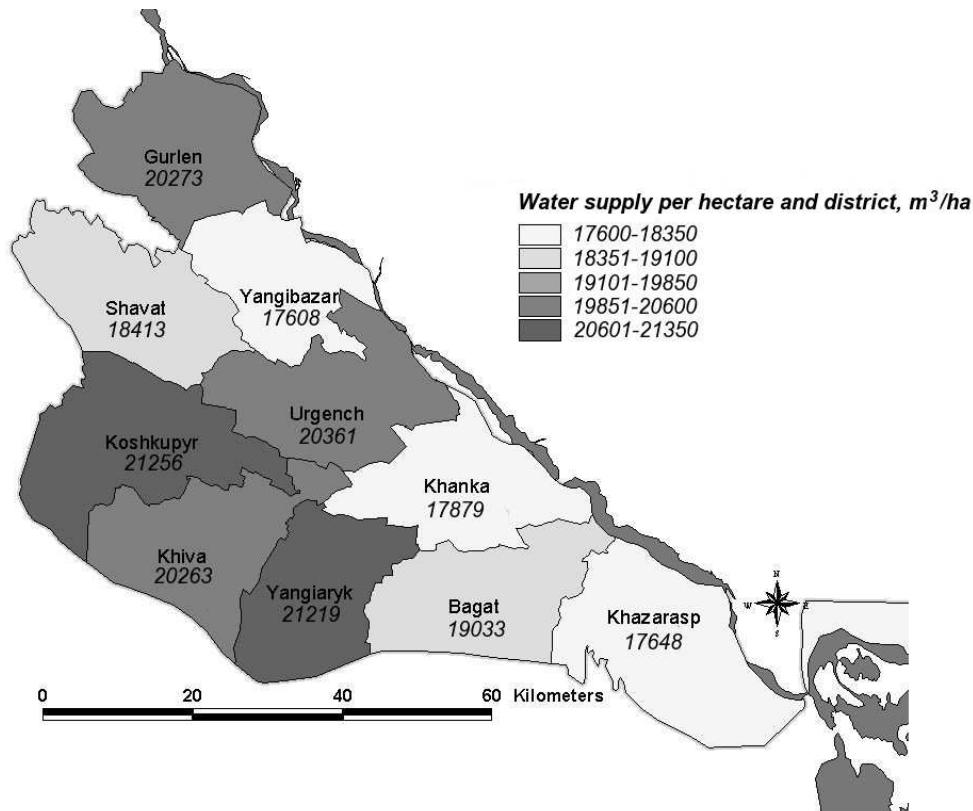 Gurlen
20273
Water supply per hectare and district, m³/ha
17600-18350
18351-19100
19101-19850
19851-20600
20601-21350
Yangibazar
17608
Shavat
18413
Urgench
20361
Koshkupyr
21256
Khanka
17879
Khiva
20263
Yangiaryk
21219
Bagat
19033
Khazarasp
17648
N
W E
S
0 20 40 60 Kilometers